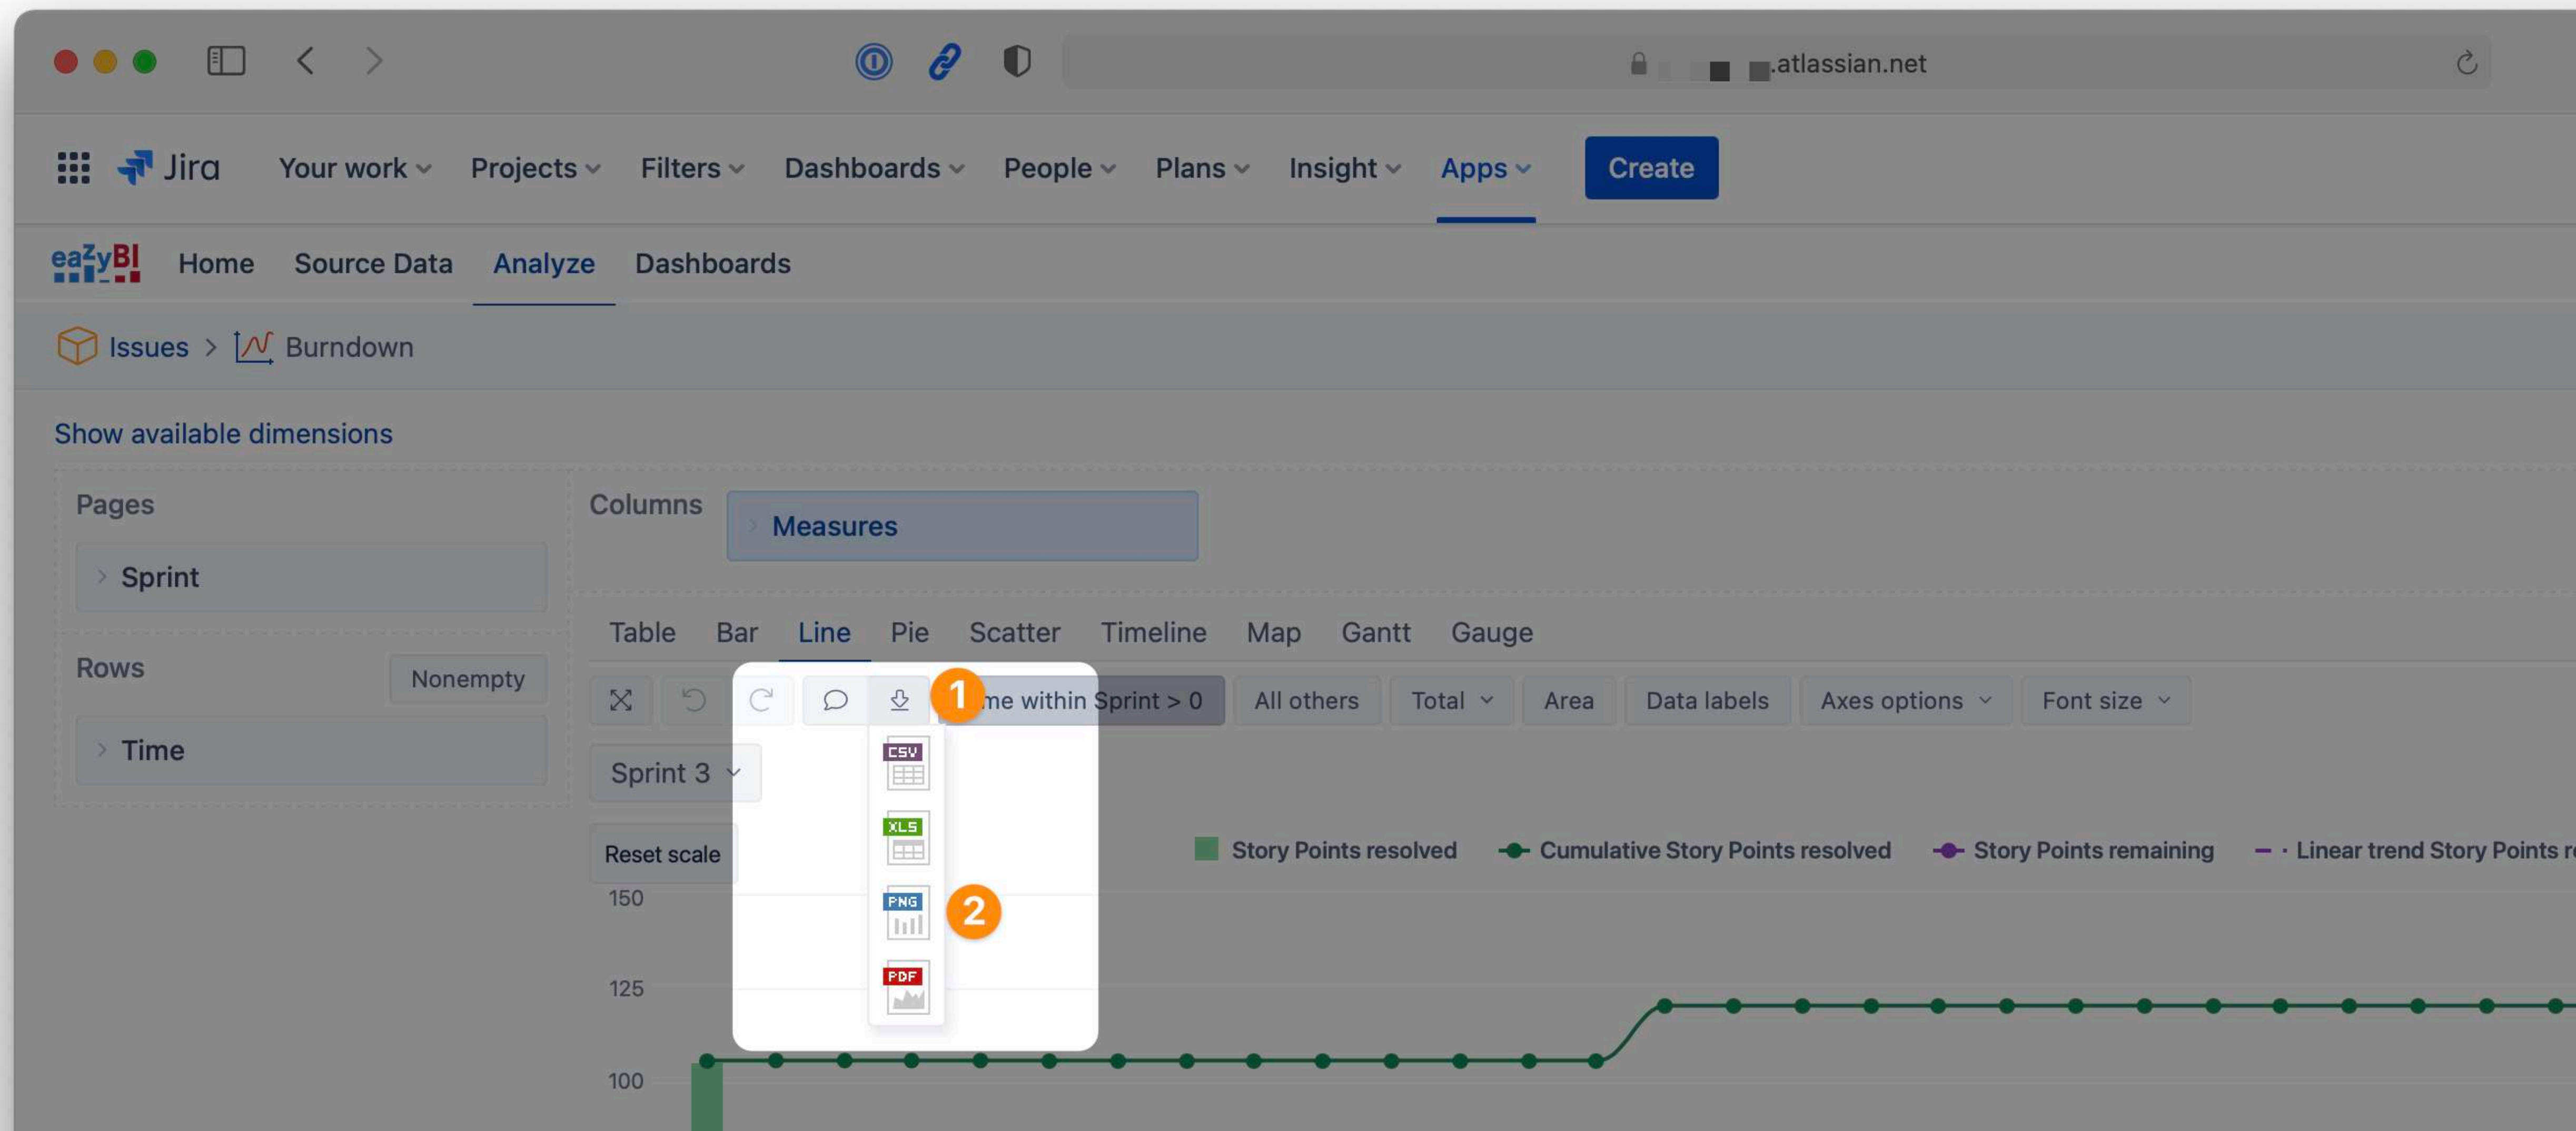 .atlassian.net
Jira Your work Projects Filters Dashboards People Plans Insight Apps Create
eazyBI Home Source Data Analyze Dashboards
Issues > Burndown
Show available dimensions
Pages
Columns
Measures
Sprint
Table Bar Line Pie Scatter Timeline Map Gantt Gauge
Rows
Nonempty
1 me within Sprint > 0 All others Total Area Data labels Axes options Font size
Time
Sprint 3
CSV
XLS
Reset scale
Story Points resolved Cumulative Story Points resolved Story Points remaining Linear trend Story Points
150
PNG
2
PDF
125
100